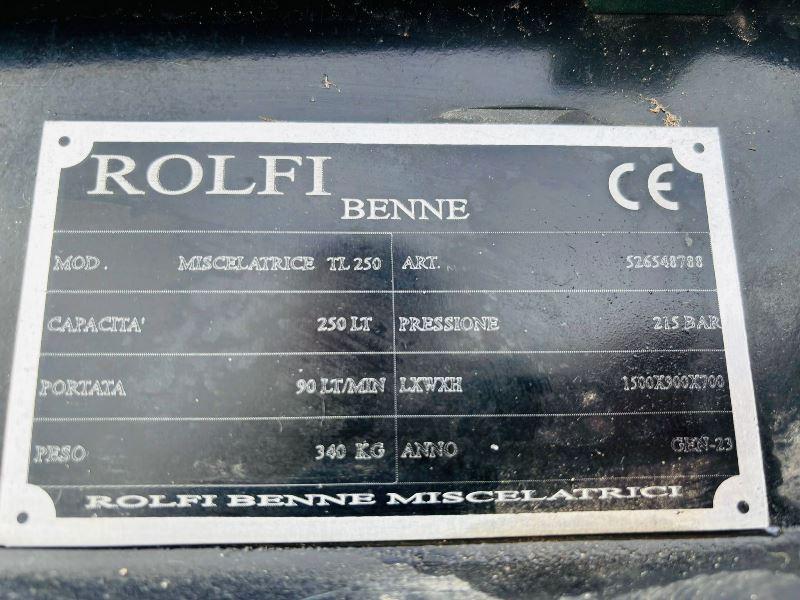 ROLFI
BENNE
CE
MOD. MISCELATRICE TL 250 ART. 526548788
CAPACITA' 250 LT PRESSIONE 215 BAR
PORTATA 90 LT/MIN LXWXH 1500X900X700
PESO 340 KG ANNO GEN-23
ROLFI BENNE MISCELATRICI